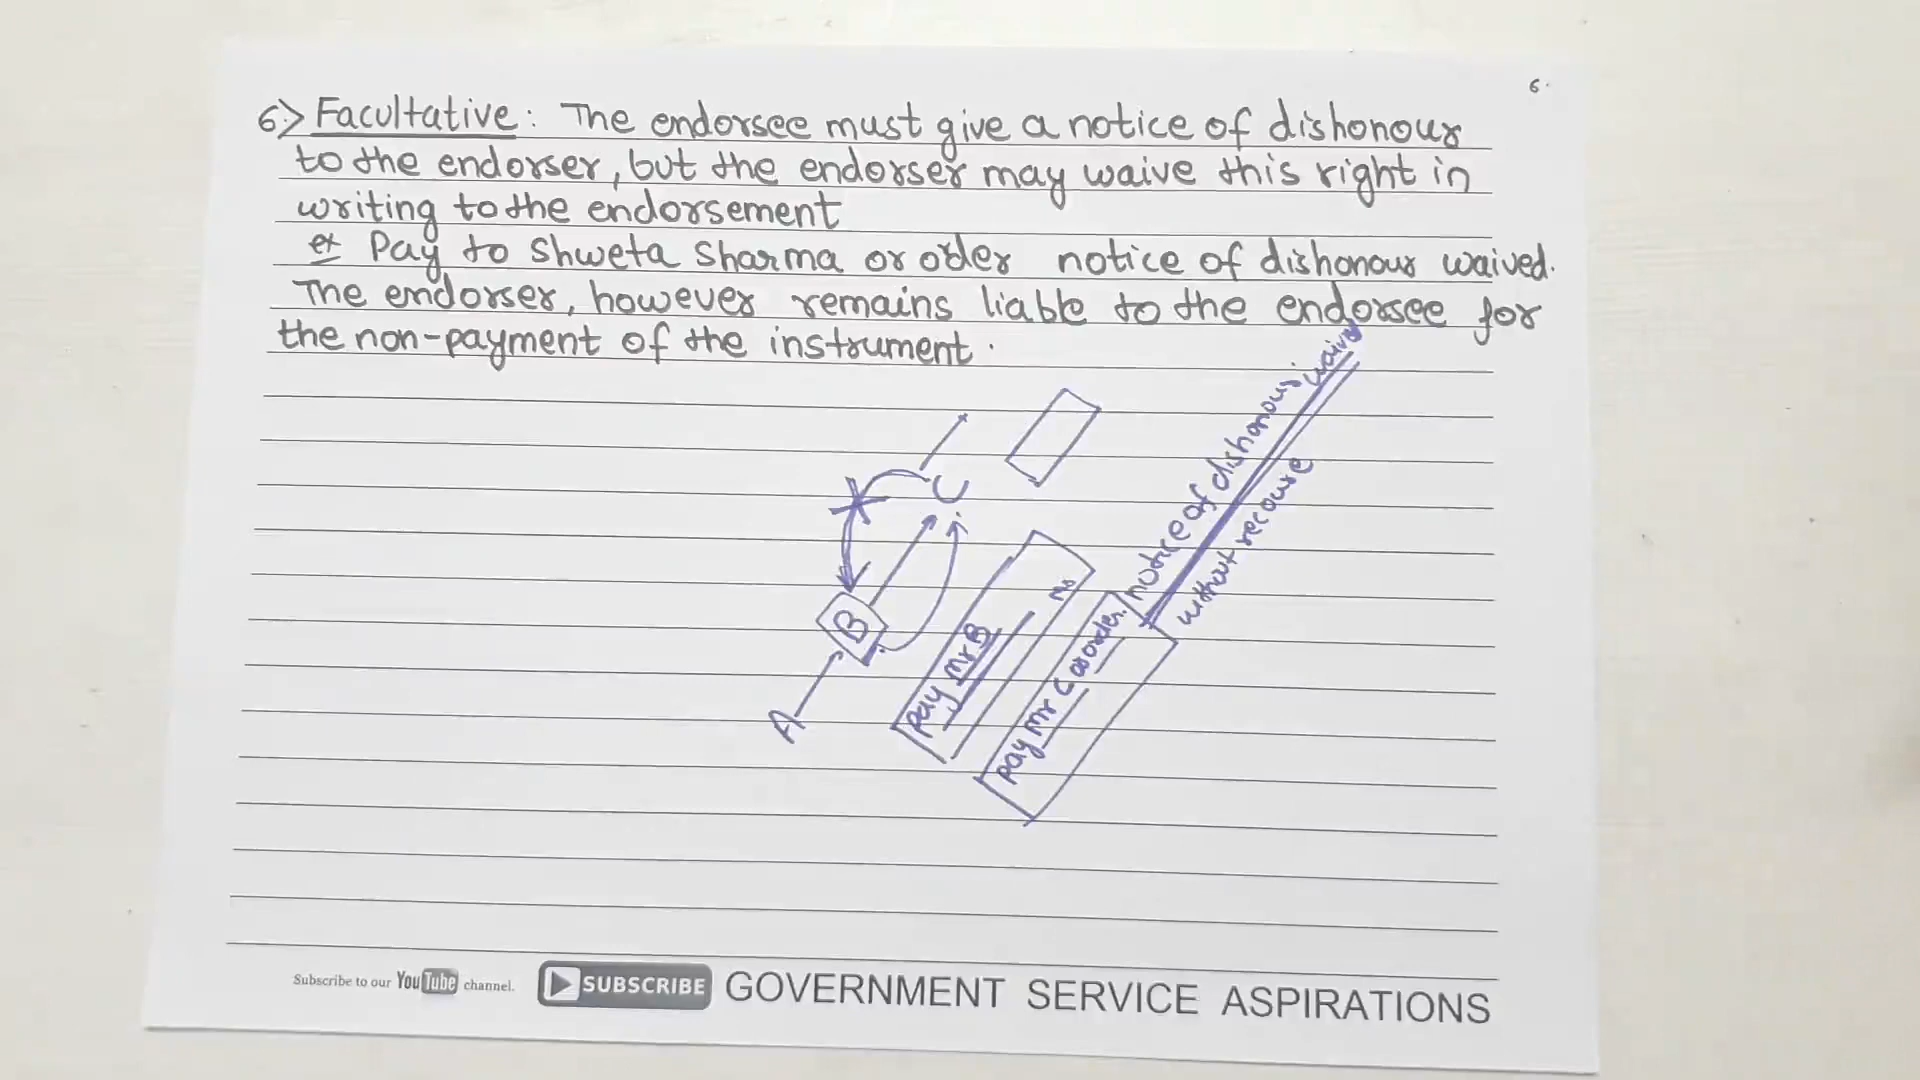 6.
6.> Facultative: The endorsee must give a notice of dishonour
to the endorser, but the endorser may waive this right in
writing to the endorsement
ex Pay to Shweta Sharma or order notice of dishonour waived.
The endorser, however remains liable to the endorsee for
the non-payment of the instrument.
C
B
A
Pay Mr B
Pay Mr C or order. notice of dishonour waived
without recourse
Subscribe to our YouTube channel. SUBSCRIBE GOVERNMENT SERVICE ASPIRATIONS